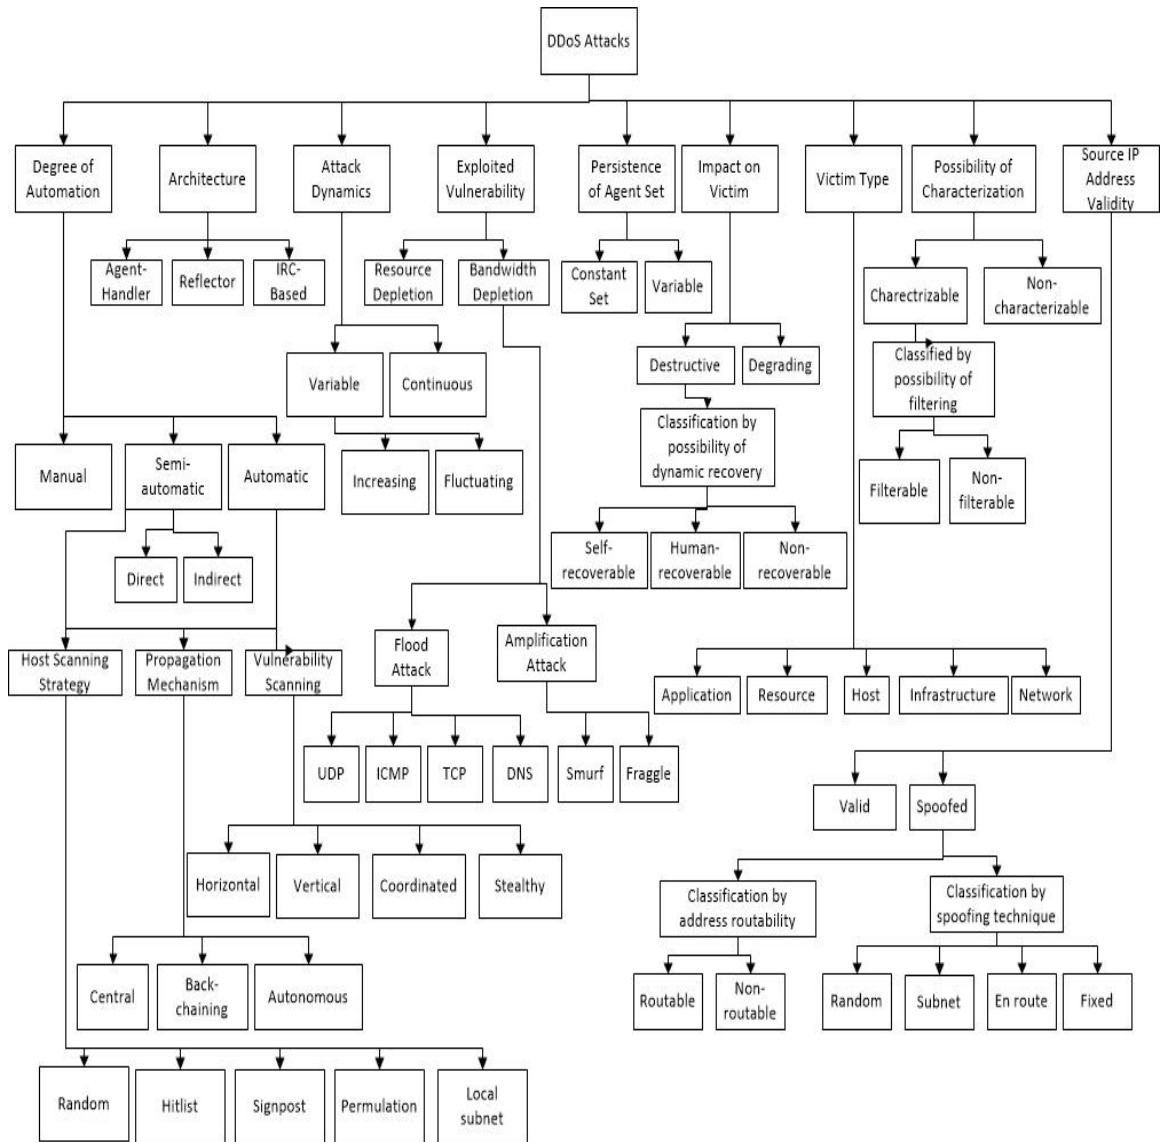 DDoS Attacks
Degree of
Automation
Architecture
Attack
Dynamics
Exploited
Vulnerability
Persistence
of Agent Set
Impact on
Victim
Victim Type
Possibility of
Characterization
Source IP
Address
Validity
Agent-
Handler
Reflector
IRC-
Based
Resource
Depletion
Bandwidth
Depletion
Constant
Set
Variable
Charectrizable
Non-
characterizable
Variable
Continuous
Destructive
Degrading
Classified by
possibility of
filtering
Classification by
possibility of
dynamic recovery
Manual
Semi-
automatic
Automatic
Increasing
Fluctuating
Filterable
Non-
filterable
Direct
Indirect
Self-
recoverable
Human-
recoverable
Non-
recoverable
Host Scanning
Strategy
Propagation
Mechanism
Vulnerability
Scanning
Flood
Attack
Amplification
Attack
Application
Resource
Host
Infrastructure
Network
UDP
ICMP
TCP
DNS
Smurf
Fraggle
Valid
Spoofed
Horizontal
Vertical
Coordinated
Stealthy
Classification by
address routability
Classification by
spoofing technique
Central
Back-
chaining
Autonomous
Routable
Non-
routable
Random
Subnet
En route
Fixed
Random
Hitlist
Signpost
Permulation
Local
subnet